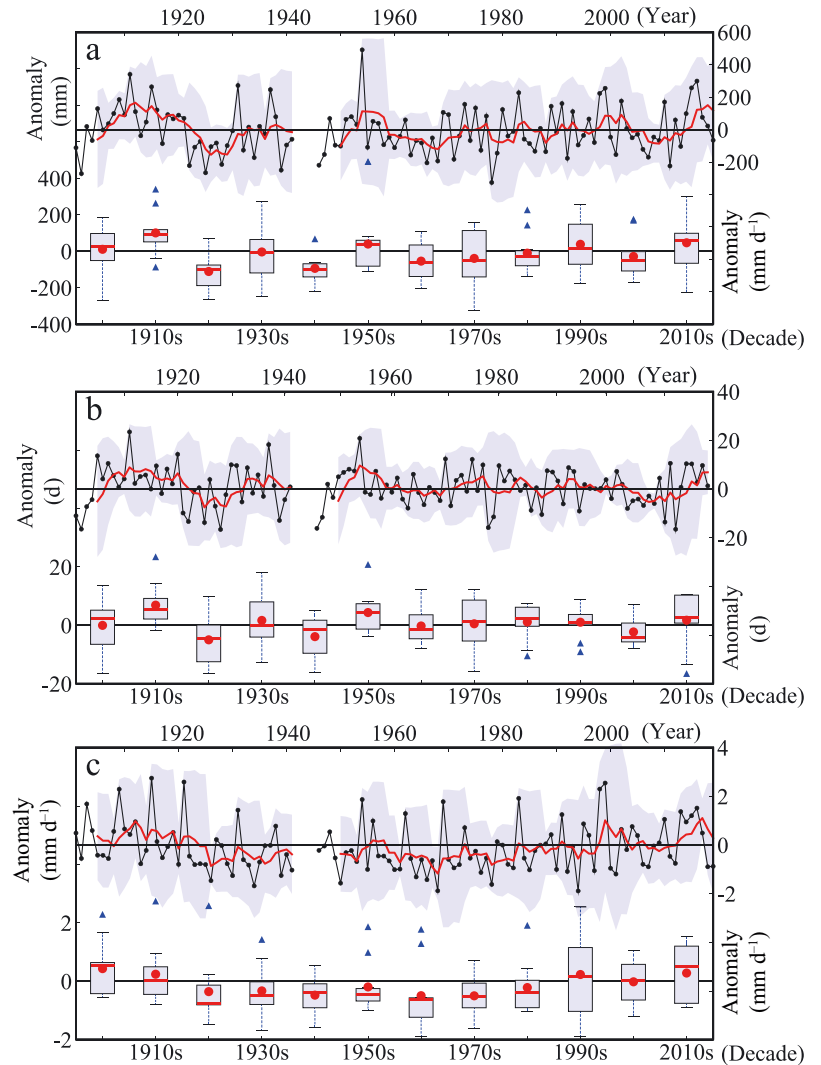 1920 1940 1960 1980 2000 (Year)
a
Anomaly
(mm)
600
400
200
0
-200
400
200
0
-200
-400
Anomaly
(mm d⁻¹)
1910s 1930s 1950s 1970s 1990s 2010s (Decade)
1920 1940 1960 1980 2000 (Year)
b
Anomaly
(d)
40
20
0
-20
20
0
-20
Anomaly
(d)
1910s 1930s 1950s 1970s 1990s 2010s (Decade)
1920 1940 1960 1980 2000 (Year)
c
Anomaly
(mm d⁻¹)
4
2
0
-2
2
0
-2
Anomaly
(mm d⁻¹)
1910s 1930s 1950s 1970s 1990s 2010s (Decade)